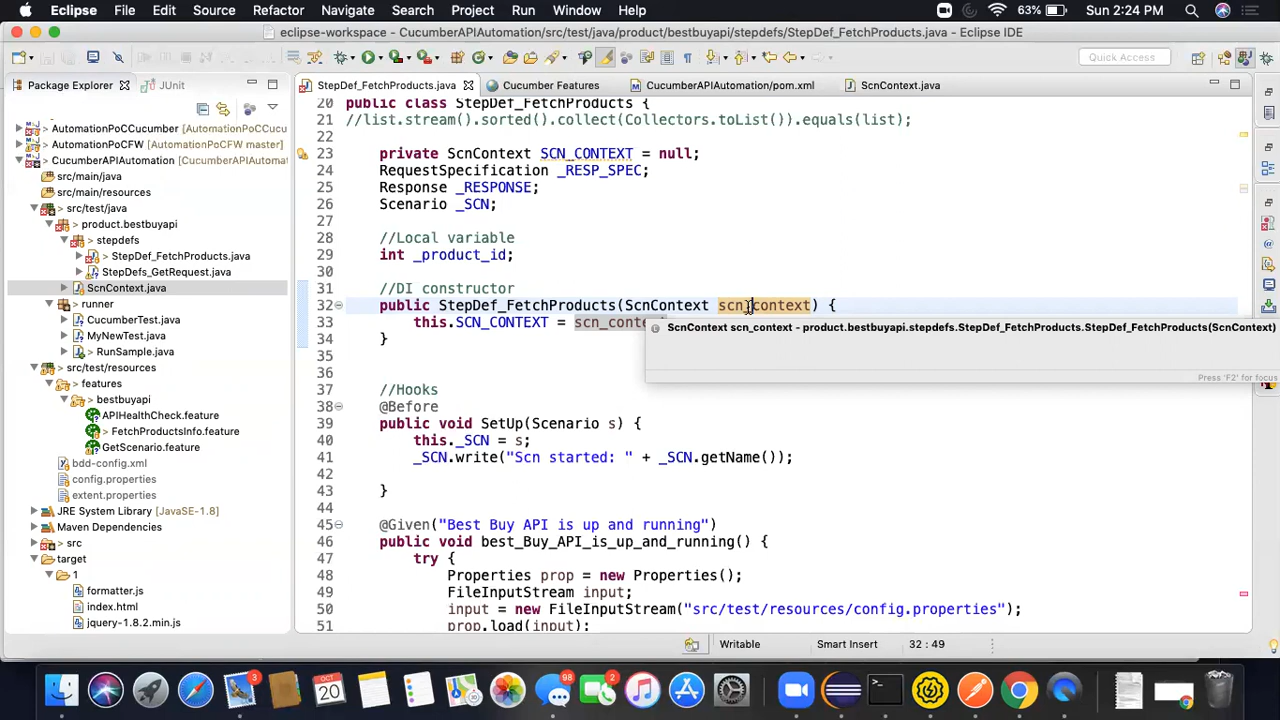 Eclipse File Edit Source Refactor Navigate Search Project Run Window Help 63% Sun 2:24 PM
eclipse-workspace - CucumberAPIAutomation/src/test/java/product/bestbuyapi/stepdefs/StepDef_FetchProducts.java - Eclipse IDE
Quick Access
Package Explorer JUnit StepDef_FetchProducts.java Cucumber Features CucumberAPIAutomation/pom.xml ScnContext.java
AutomationPoCCucumber [AutomationPoCCucu
AutomationPoCFW [AutomationPoCFW master]
CucumberAPIAutomation [CucumberAPIAutomat
src/main/java
src/main/resources
src/test/java
product.bestbuyapi
stepdefs
StepDef_FetchProducts.java
StepDefs_GetRequest.java
ScnContext.java
runner
CucumberTest.java
MyNewTest.java
RunSample.java
src/test/resources
features
bestbuyapi
APIHealthCheck.feature
FetchProductsInfo.feature
GetScenario.feature
bdd-config.xml
config.properties
extent.properties
JRE System Library [JavaSE-1.8]
Maven Dependencies
src
target
1
formatter.js
index.html
jquery-1.8.2.min.js
20 public class StepDef_FetchProducts {
21 //list.stream().sorted().collect(Collectors.toList()).equals(list);
22
23 private ScnContext SCN_CONTEXT = null;
24 RequestSpecification _RESP_SPEC;
25 Response _RESPONSE;
26 Scenario _SCN;
27
28 //Local variable
29 int _product_id;
30
31 //DI constructor
32 public StepDef_FetchProducts(ScnContext scn_context) {
33 this.SCN_CONTEXT = scn_conte
34 }
35
36
37 //Hooks
38 @Before
39 public void SetUp(Scenario s) {
40 this._SCN = s;
41 _SCN.write("Scn started: " + _SCN.getName());
42
43 }
44
45 @Given("Best Buy API is up and running")
46 public void best_Buy_API_is_up_and_running() {
47 try {
48 Properties prop = new Properties();
49 FileInputStream input;
50 input = new FileInputStream("src/test/resources/config.properties");
51 prop.load(input);
ScnContext scn_context - product.bestbuyapi.stepdefs.StepDef_FetchProducts.StepDef_FetchProducts(ScnContext)
Press 'F2' for focus
Writable Smart Insert 32 : 49
3 OCT 20 98 2